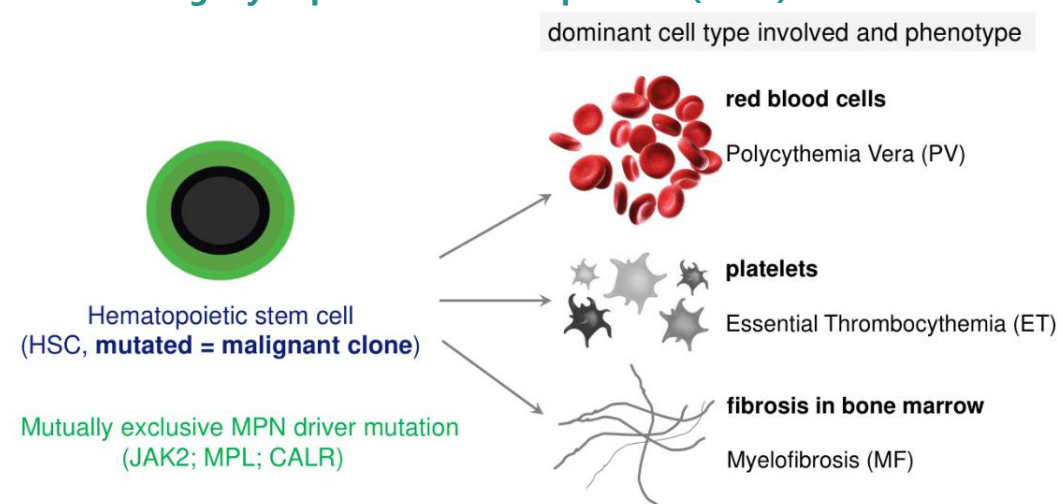 dominant cell type involved and phenotype
red blood cells
Polycythemia Vera (PV)
platelets
Essential Thrombocythemia (ET)
fibrosis in bone marrow
Myelofibrosis (MF)
Hematopoietic stem cell
(HSC, mutated = malignant clone)
Mutually exclusive MPN driver mutation
(JAK2; MPL; CALR)